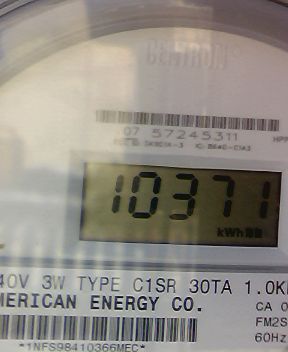 07 57245311
10371
kWh
40V 3W TYPE C1SR 30TA 1.0K
MERICAN ENERGY CO.
CA 0
FM2S
60Hz
*1NFS98410366MEC*